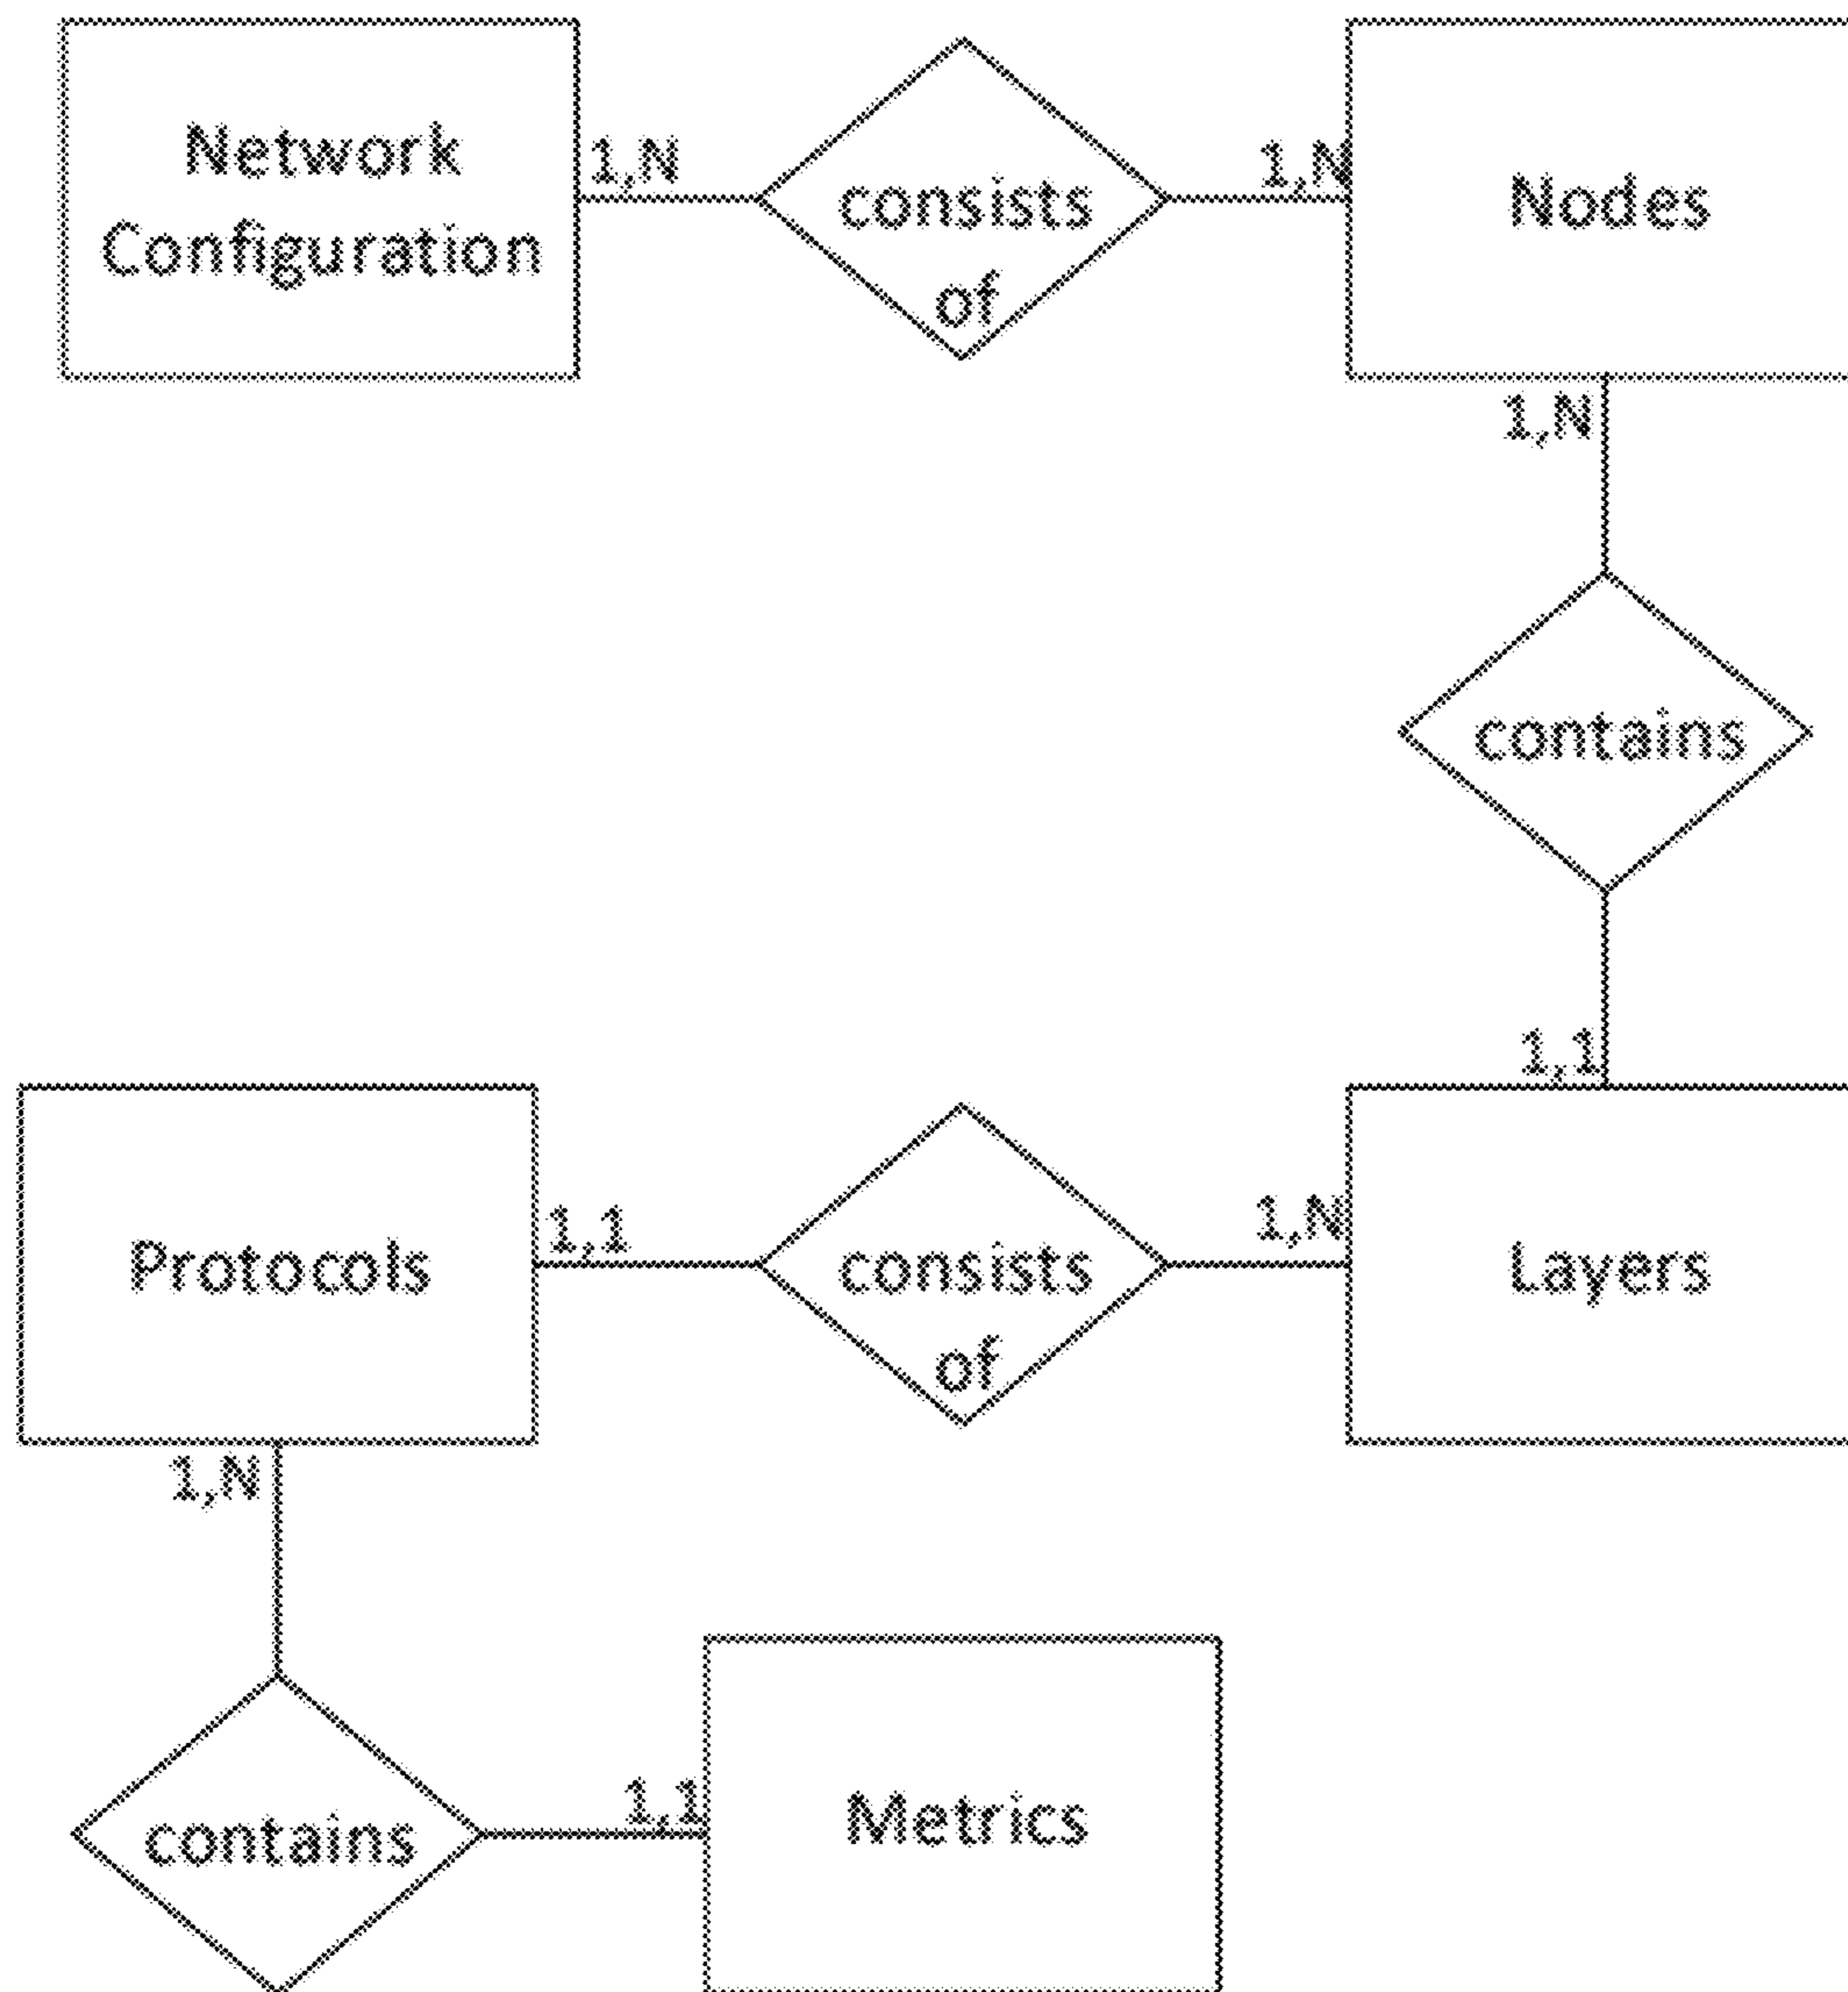 Network
Configuration
1,N
consists
of
1,N
Nodes
1,N
contains
1,1
Protocols
1,1
consists
of
1,N
Layers
1,N
contains
1,1
Metrics